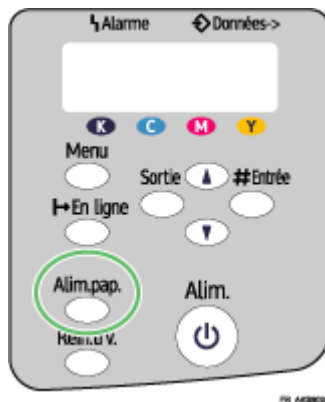 Alarme Données->
K C M Y
Menu
Sortie #Entrée
En ligne
Alim.pap. Alim.